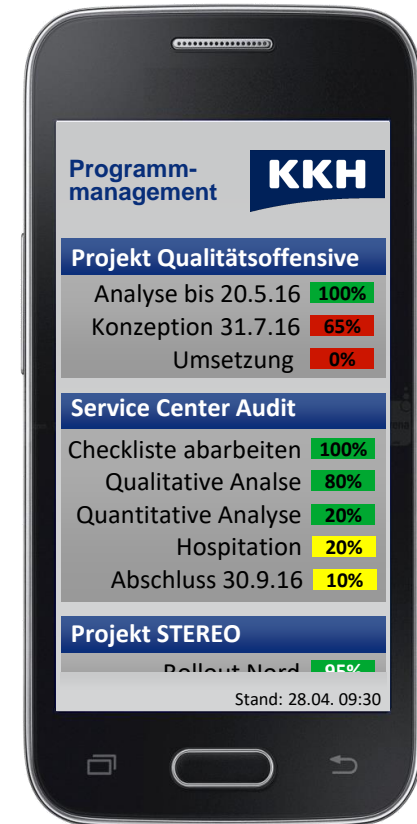 Programm-
management
KKH
Projekt Qualitätsoffensive
Analyse bis 20.5.16 100%
Konzeption 31.7.16 65%
Umsetzung 0%
Service Center Audit
Checkliste abarbeiten 100%
Qualitative Analse 80%
Quantitative Analyse 20%
Hospitation 20%
Abschluss 30.9.16 10%
Projekt STEREO
Rollout Nord 95%
Stand: 28.04. 09:30